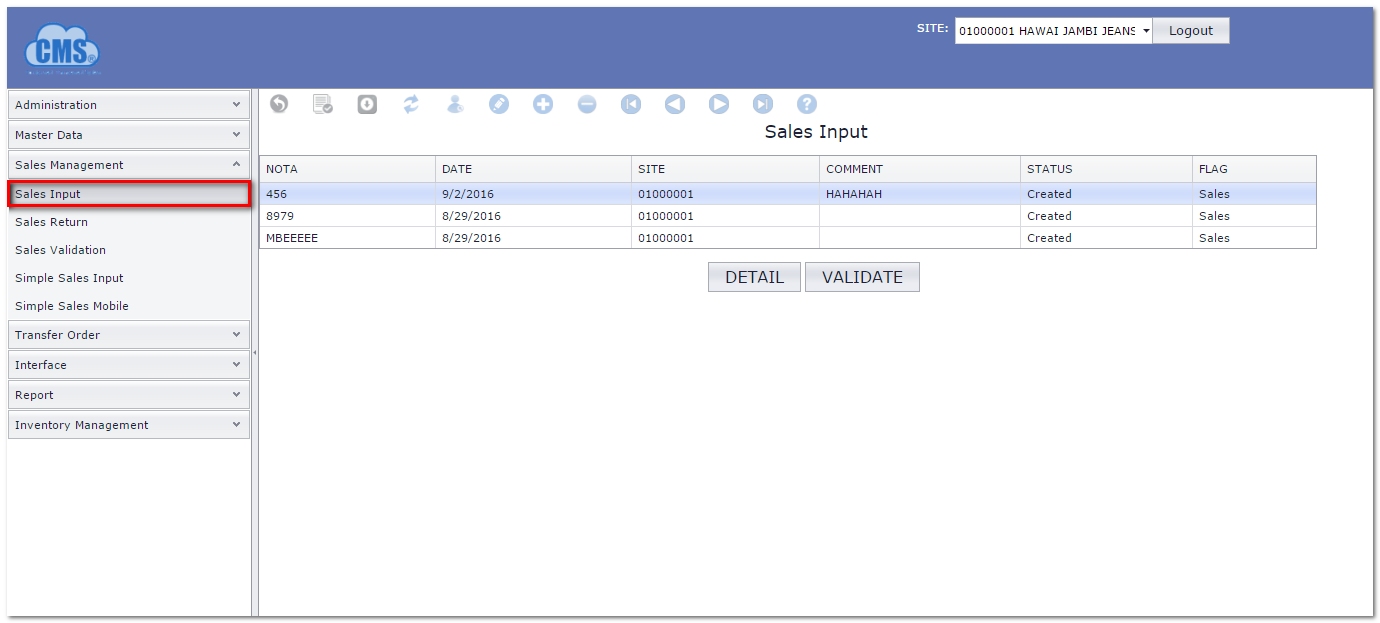 CMS®
SITE: 01000001 HAWAI JAMBI JEANS Logout
Administration
Master Data
Sales Management
Sales Input
Sales Return
Sales Validation
Simple Sales Input
Simple Sales Mobile
Transfer Order
Interface
Report
Inventory Management
Sales Input
NOTA DATE SITE COMMENT STATUS FLAG
456 9/2/2016 01000001 HAHAHAH Created Sales
8979 8/29/2016 01000001 Created Sales
MBEEEEE 8/29/2016 01000001 Created Sales
DETAIL VALIDATE